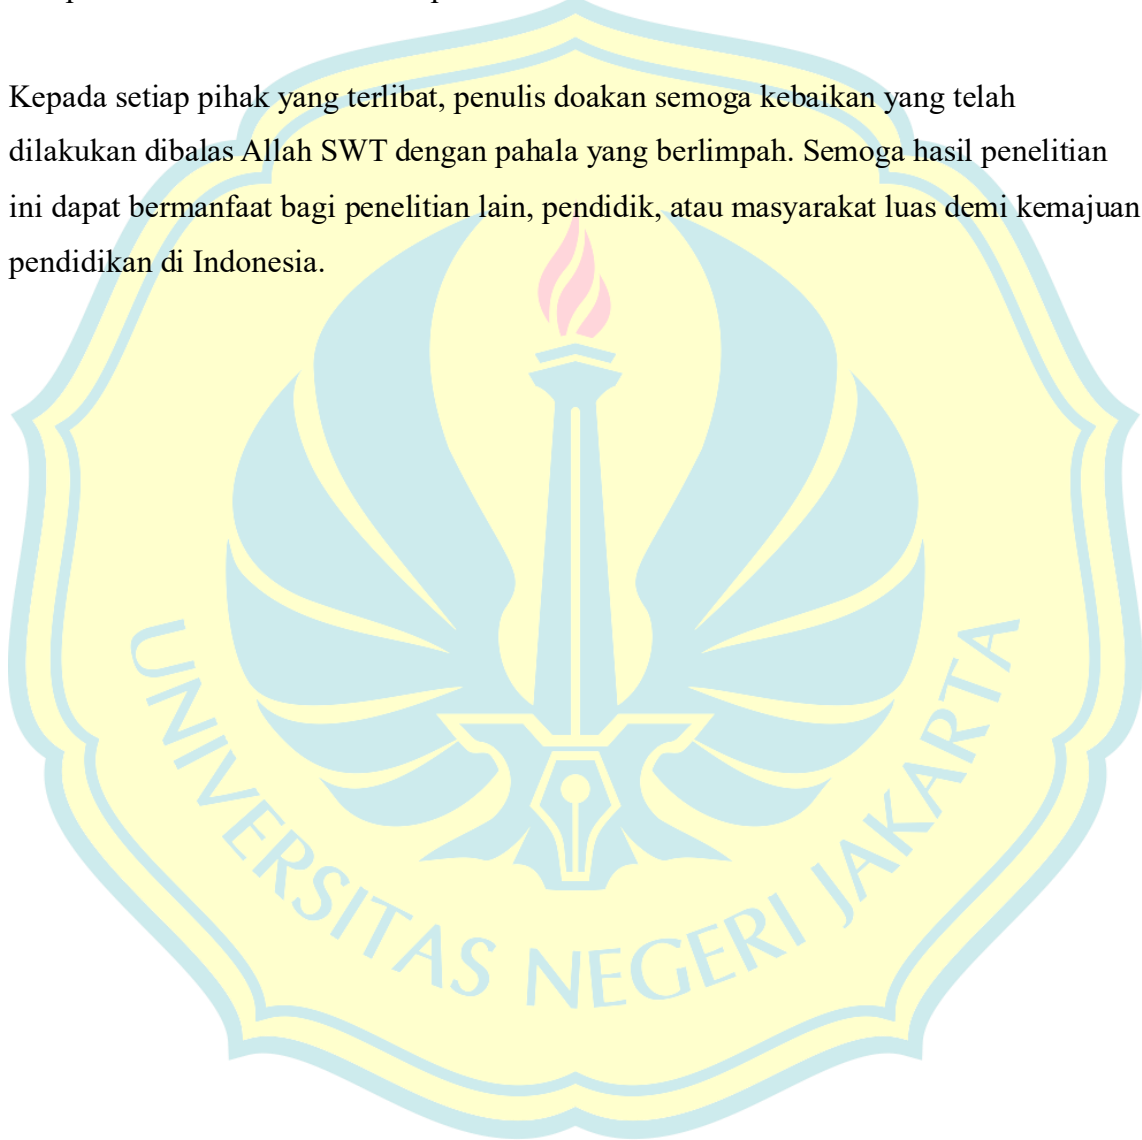 Kepada setiap pihak yang terlibat, penulis doakan semoga kebaikan yang telah
dilakukan dibalas Allah SWT dengan pahala yang berlimpah. Semoga hasil penelitian
ini dapat bermanfaat bagi penelitian lain, pendidik, atau masyarakat luas demi kemajuan
pendidikan di Indonesia.
UNIVERSITAS NEGERI JAKARTA